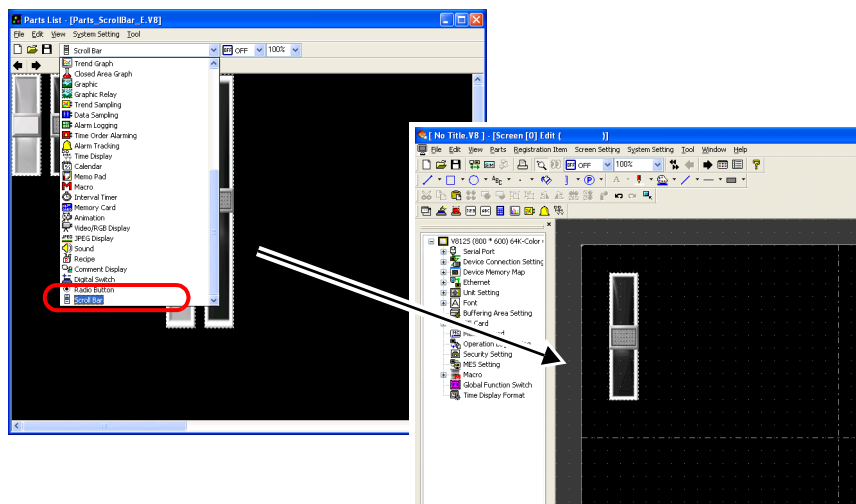 Parts List - [Parts_ScrollBar_E.V8]
File Edit View System Setting Tool
Scroll Bar OFF OFF 100%
Trend Graph
Closed Area Graph
Graphic
Graphic Relay
Trend Sampling
Data Sampling
Alarm Logging
Time Order Alarming
Alarm Tracking
Time Display
Calendar
Memo Pad
Macro
Interval Timer
Memory Card
Animation
Video/RGB Display
JPEG Display
Sound
Recipe
Comment Display
Digital Switch
Radio Button
Scroll Bar
[ No Title.V8 ] - [Screen [0] Edit ( )]
File Edit View Parts Registration Item Screen Setting System Setting Tool Window Help
OFF OFF 100%
V8125 (800 * 600) 64K-Color
Serial Port
Device Connection Setting
Device Memory Map
Ethernet
Unit Setting
Font
Buffering Area Setting
Card
Operation
Security Setting
MES Setting
Macro
Global Function Switch
Time Display Format